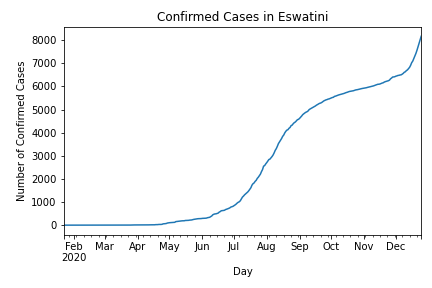 Confirmed Cases in Eswatini
Number of Confirmed Cases
8000
7000
6000
5000
4000
3000
2000
1000
0
Feb Mar Apr May Jun Jul Aug Sep Oct Nov Dec
2020
Day